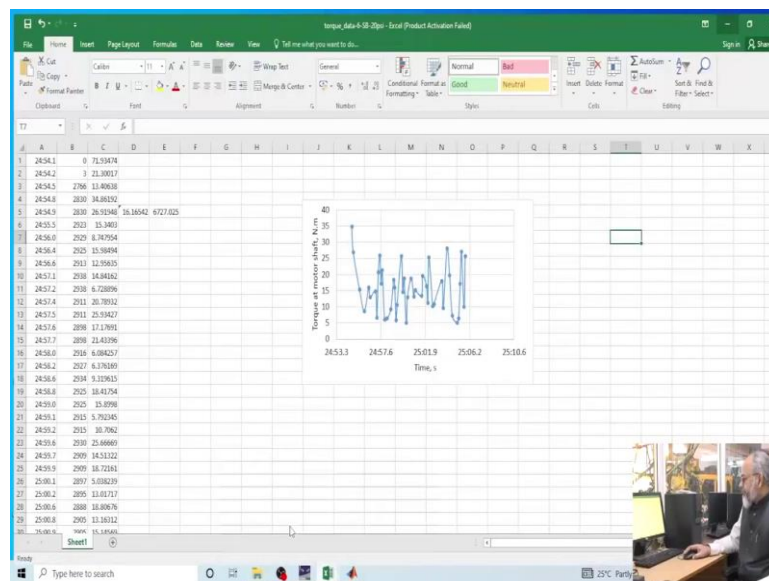 torque_data-6-SB-20psi - Excel (Product Activation Failed)
File Home Insert Page Layout Formulas Data Review View Tell me what you want to do... Sign in Share
Cut
Copy
Format Painter
Paste
Calibri 11
Wrap Text
Merge & Center
General
Conditional Formatting
Format as Table
Normal Bad
Good Neutral
Insert Delete Format
AutoSum
Fill
Clear
Sort & Filter
Find & Select
Clipboard Font Alignment Number Styles Cells Editing
T7
A B C D E F G H I J K L M N O P Q R S T U V W X
1 24:54.1 0 71.93474
2 24:54.2 3 21.30017
3 24:54.5 2766 13.40638
4 24:54.8 2830 34.86192
5 24:54.9 2830 26.91948 16.16542 6727.025
6 24:55.5 2923 15.3403
7 24:56.0 2929 8.747954
8 24:56.4 2925 15.98494
9 24:56.6 2913 12.95635
10 24:57.1 2938 14.84162
11 24:57.2 2938 6.728896
12 24:57.4 2911 20.78932
13 24:57.5 2911 25.93427
14 24:57.6 2898 17.17691
15 24:57.7 2898 21.43396
16 24:58.0 2916 6.084257
17 24:58.2 2927 6.376169
18 24:58.6 2934 9.319615
19 24:58.8 2925 18.41754
20 24:59.0 2925 15.8998
21 24:59.1 2915 5.792345
22 24:59.2 2915 10.7062
23 24:59.6 2930 25.66669
24 24:59.7 2909 14.51322
25 24:59.9 2909 18.72161
26 25:00.1 2897 5.038239
27 25:00.2 2895 13.01717
28 25:00.6 2888 18.80676
29 25:00.8 2905 13.16312
Torque at motor shaft, N.m
40
35
30
25
20
15
10
5
0
24:53.3 24:57.6 25:01.9 25:06.2 25:10.6
Time, s
Sheet1
Ready
Type here to search
25°C Partly